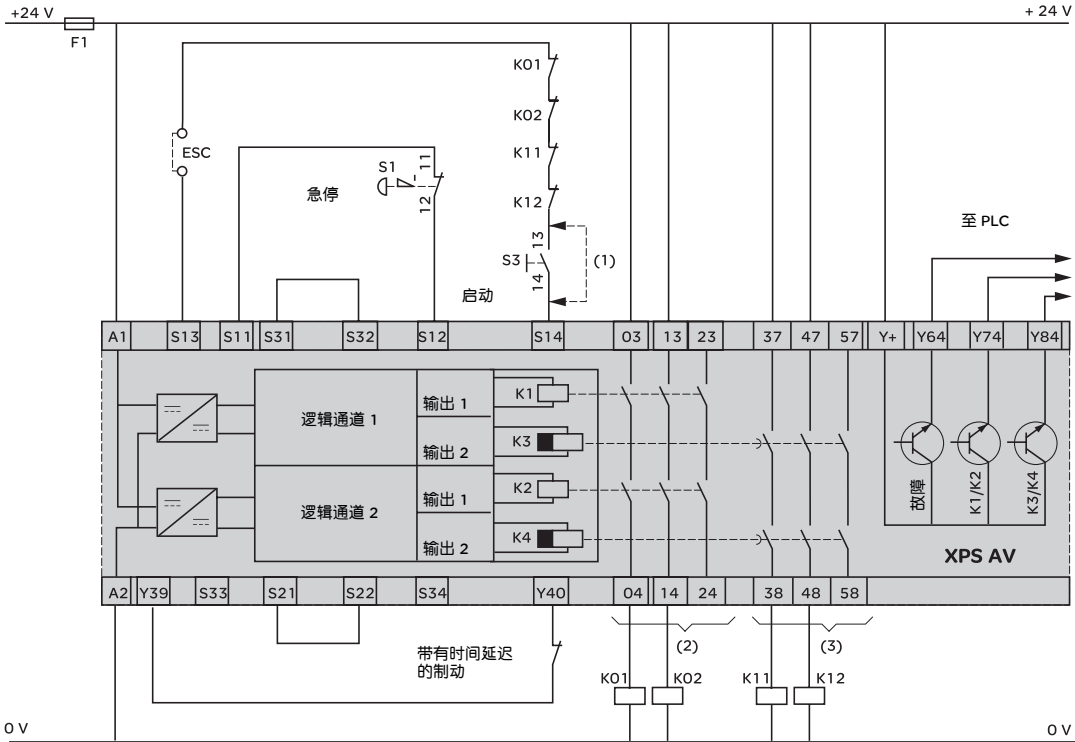 +24 V
+ 24 V
F1
K01
K02
ESC
K11
S1
11
急停
12
K12
至 PLC
13
S3
(1)
14
启动
A1
S13
S11
S31
S32
S12
S14
03
13
23
37
47
57
Y+
Y64
Y74
Y84
逻辑通道 1
输出 1
K1
输出 2
K3
逻辑通道 2
输出 1
K2
输出 2
K4
故障
K1/K2
K3/K4
XPS AV
A2
Y39
S33
S21
S22
S34
Y40
04
14
24
38
48
58
带有时间延迟
的制动
(2)
(3)
K01
K02
K11
K12
0 V
0 V